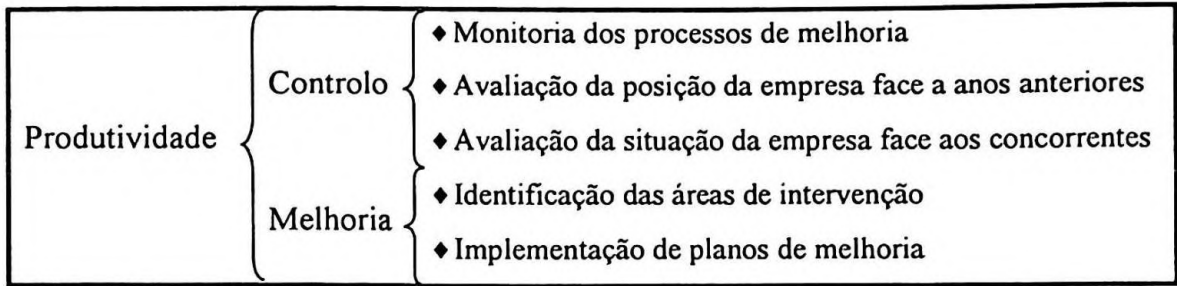 Produtividade
Controlo
♦ Monitoria dos processos de melhoria
♦ Avaliação da posição da empresa face a anos anteriores
♦ Avaliação da situação da empresa face aos concorrentes
Melhoria
♦ Identificação das áreas de intervenção
♦ Implementação de planos de melhoria